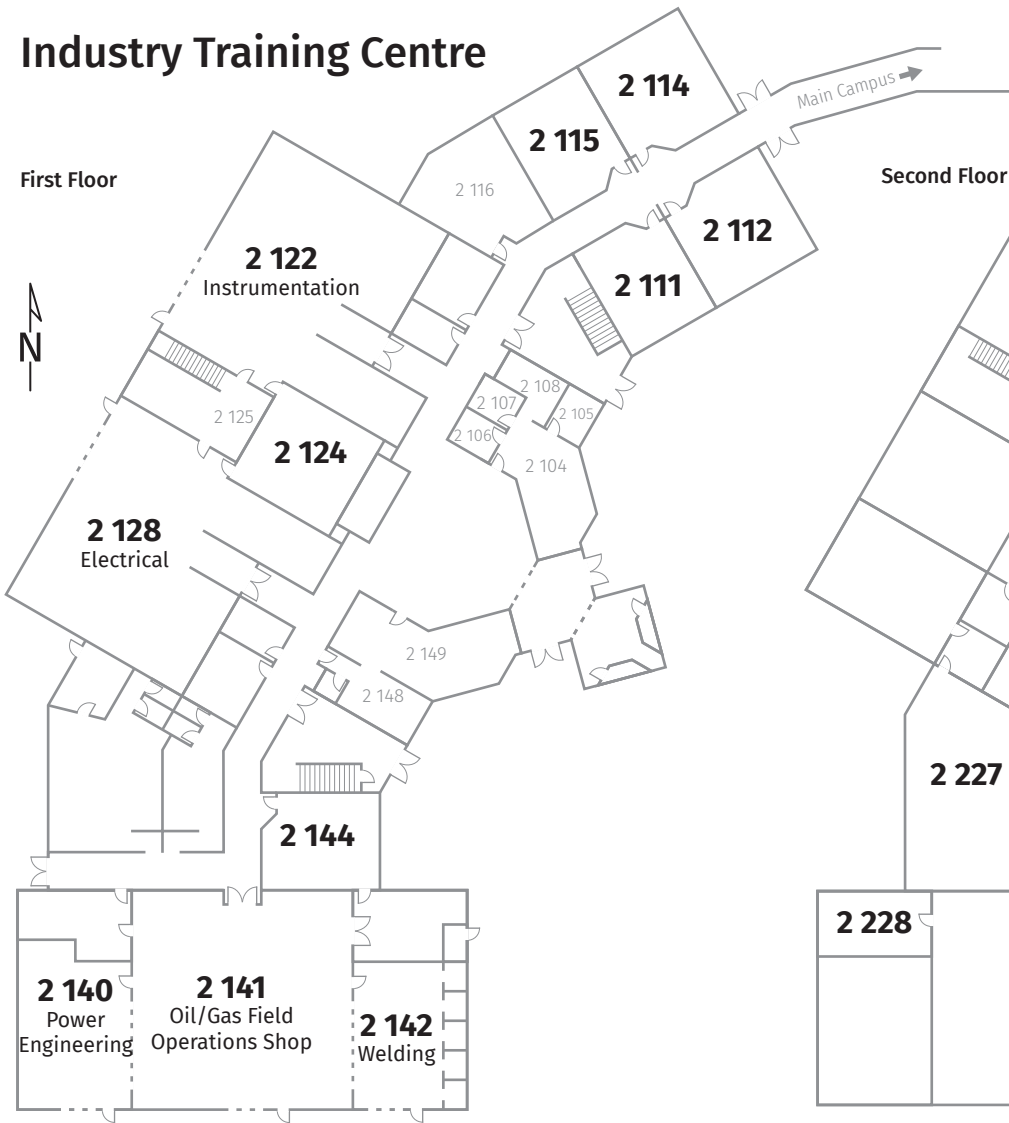 Industry Training Centre
First Floor
Second Floor
Main Campus
2 114
2 115
2 116
2 112
2 111
2 122
Instrumentation
N
2 108
2 107
2 105
2 106
2 104
2 125
2 124
2 128
Electrical
2 149
2 148
2 144
2 140
Power
Engineering
2 141
Oil/Gas Field
Operations Shop
2 142
Welding
2 227
2 228